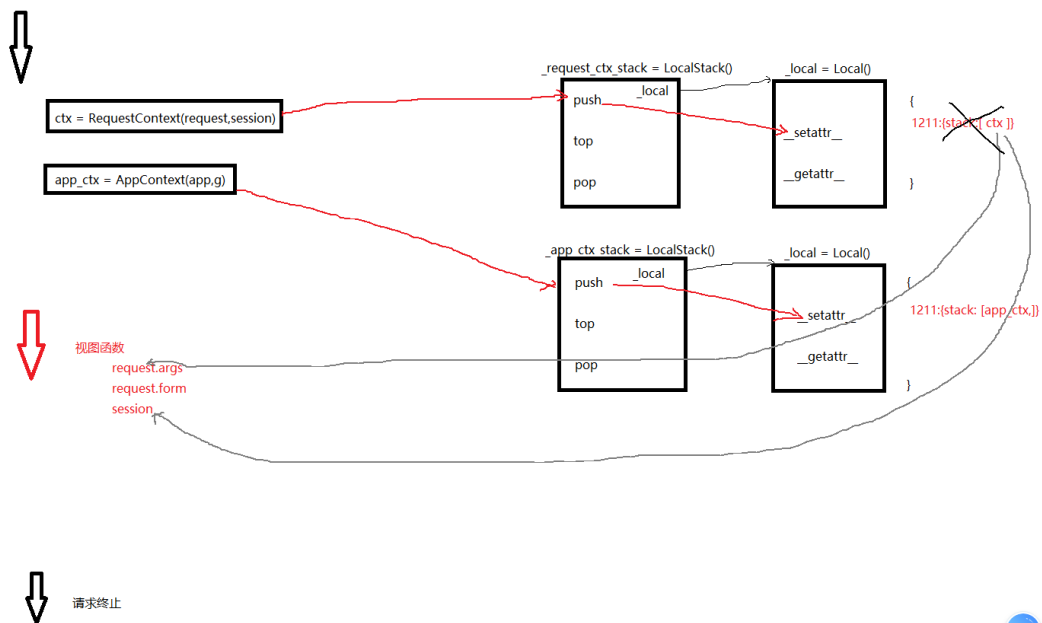 _request_ctx_stack = LocalStack()
_local = Local()
ctx = RequestContext(request,session)
push
_local
top
pop
__setattr__
__getattr__
{
1211:{stack:[ ctx ]}
}
app_ctx = AppContext(app,g)
_app_ctx_stack = LocalStack()
_local = Local()
push
_local
top
pop
__setattr__
__getattr__
{
1211:{stack: [app_ctx,]}
}
视图函数
request.args
request.form
session
请求终止